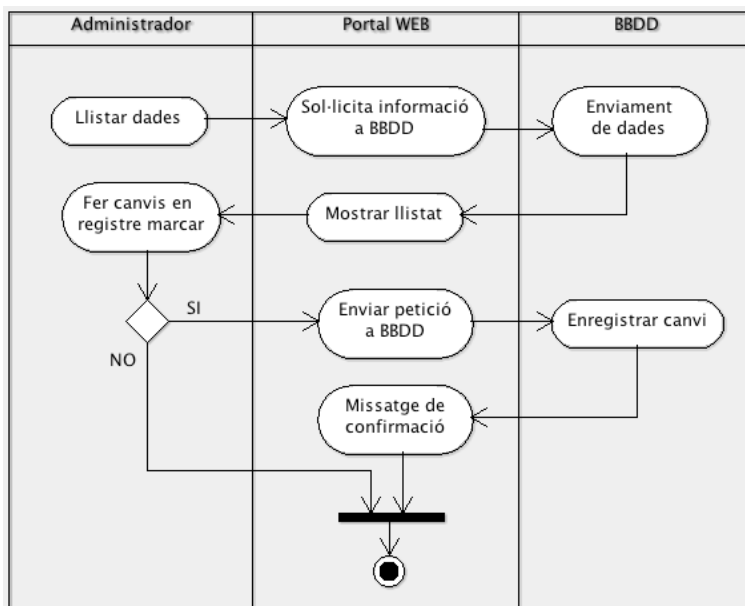 Administrador
Portal WEB
BBDD
Llistar dades
Sol·licita informació
a BBDD
Enviament
de dades
Fer canvis en
registre marcar
Mostrar llistat
SI
Enviar petició
a BBDD
Enregistrar canvi
NO
Missatge de
confirmació